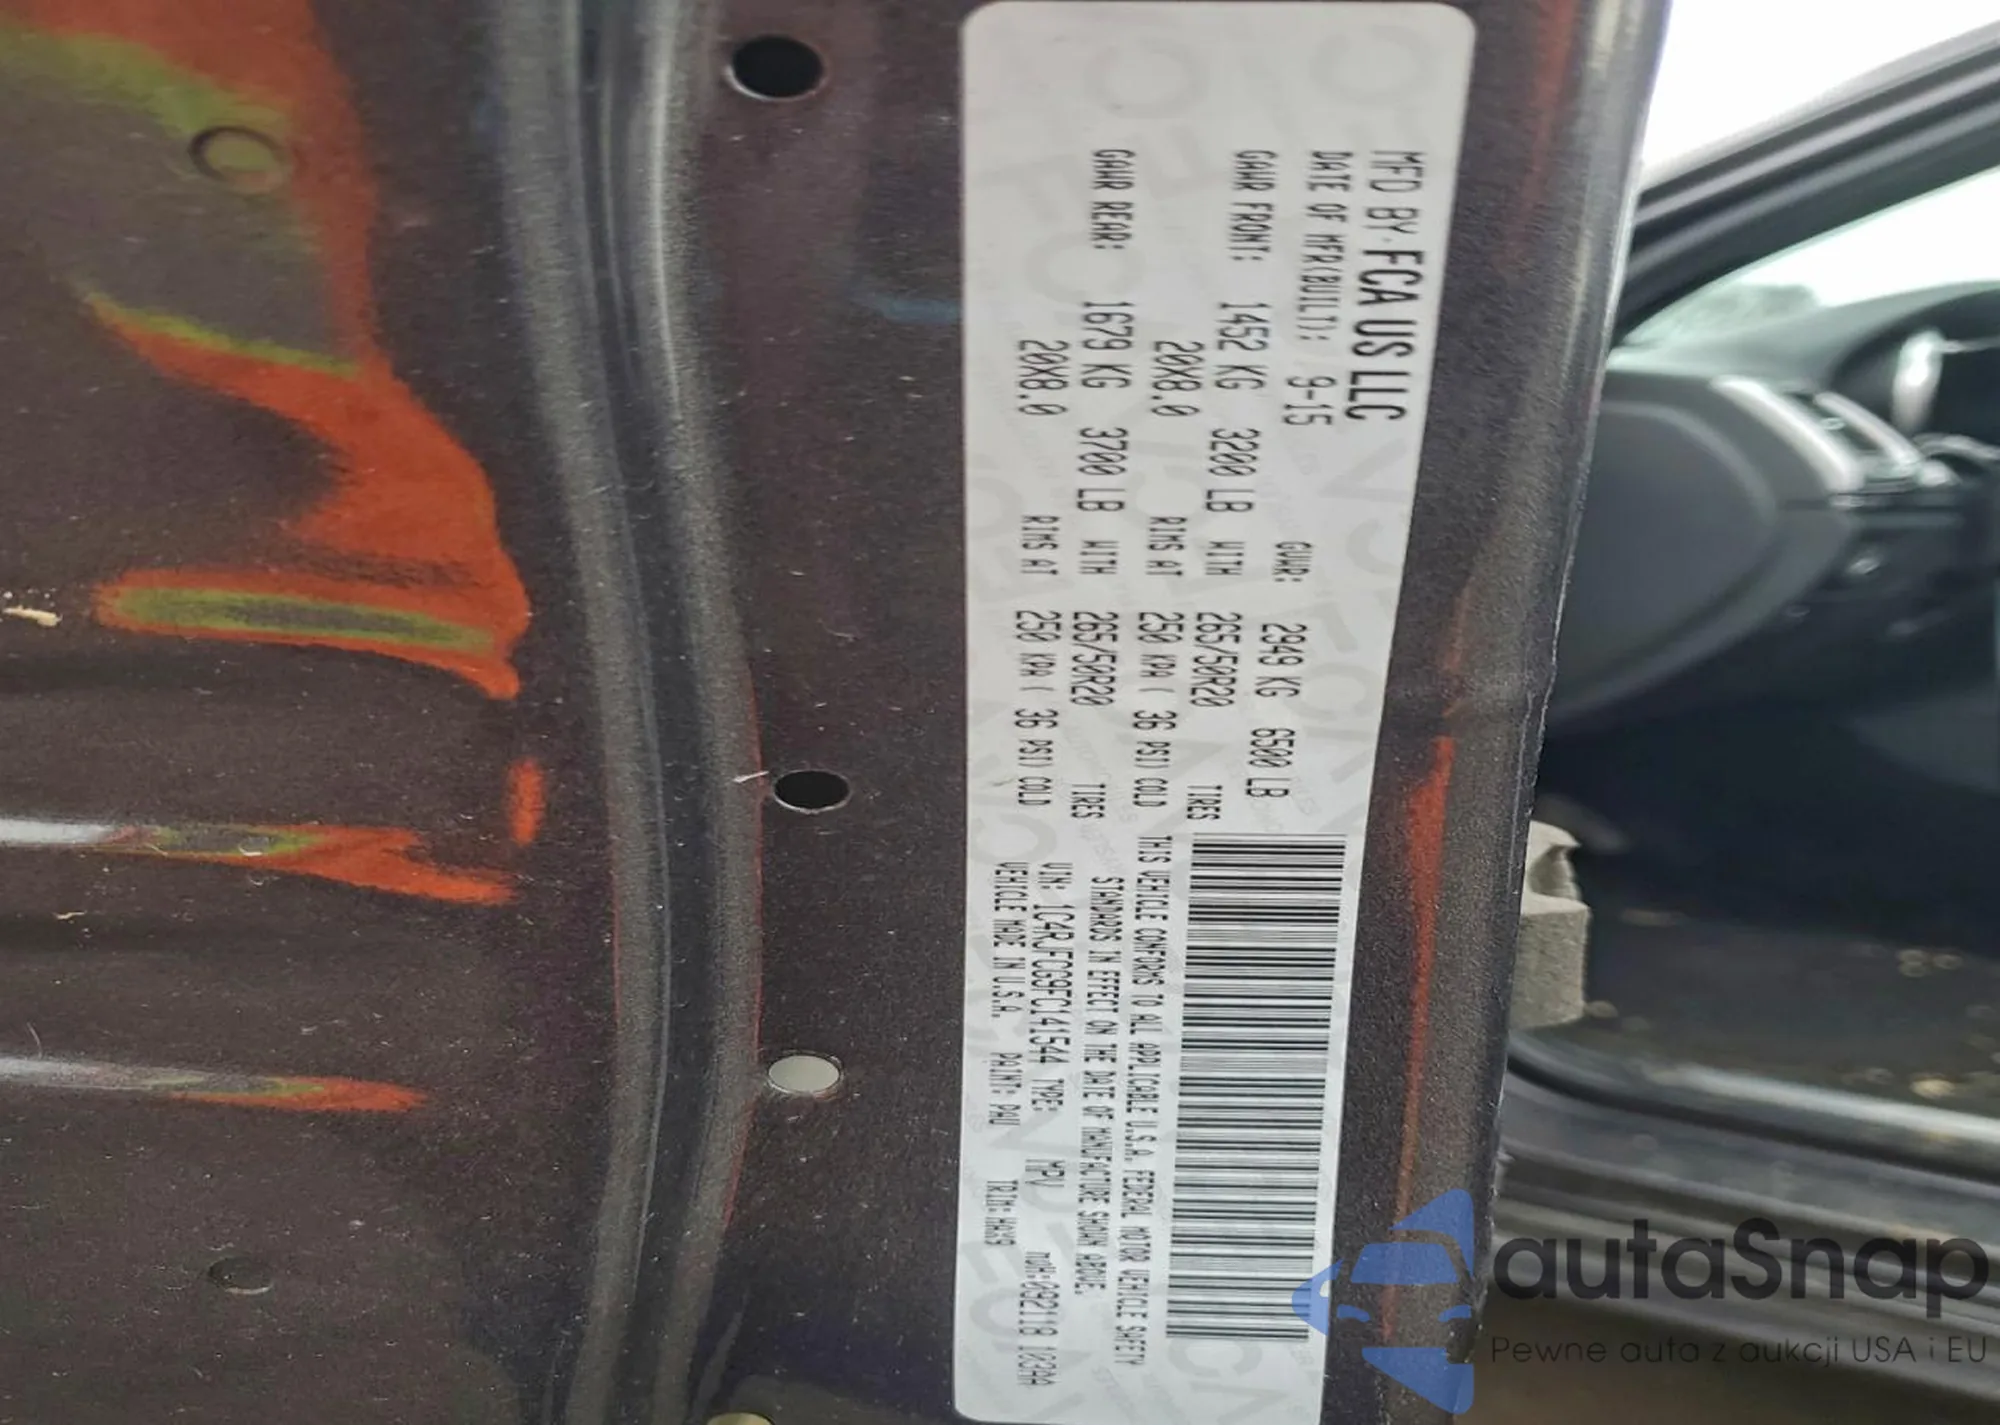 MFD BY FCA US LLC
DATE OF MFR(BUILT): 9-15 GVWR: 2949 KG 6500 LB
GAWR FRONT: 1452 KG 3200 LB WITH 265/50R20 TIRES
20X8.0 RIMS AT 250 KPA ( 36 PSI) COLD
GAWR REAR: 1679 KG 3700 LB WITH 265/50R20 TIRES
20X8.0 RIMS AT 250 KPA ( 36 PSI) COLD
THIS VEHICLE CONFORMS TO ALL APPLICABLE U.S.A. FEDERAL MOTOR VEHICLE SAFETY
STANDARDS IN EFFECT ON THE DATE OF MANUFACTURE SHOWN ABOVE.
VIN: 1C4RJFCG9FC141544 TYPE: MPV MDH:092118 103AA
VEHICLE MADE IN U.S.A. PAINT: PAU TRIM:
autaSnap
Pewne auta z aukcji USA i EU